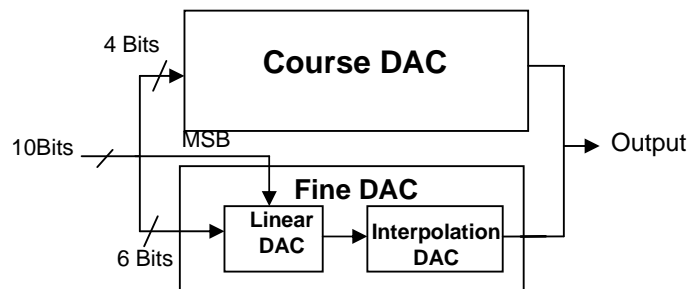 4 Bits
Course DAC
MSB
10Bits
Output
Fine DAC
Linear
DAC
Interpolation
DAC
6 Bits